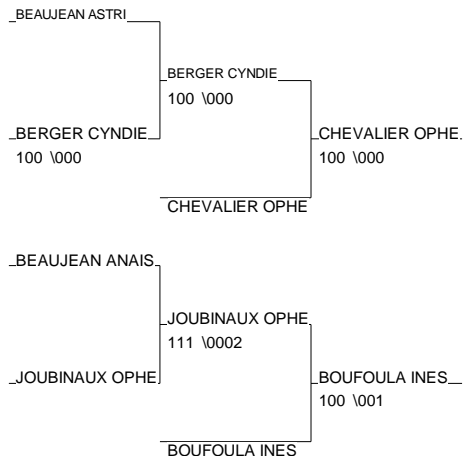 BEAUJEAN ASTRI
BERGER CYNDIE
100 \000
BERGER CYNDIE
100 \000
CHEVALIER OPHE
100 \000
CHEVALIER OPHE
BEAUJEAN ANAIS
JOUBINAUX OPHE
111 \0002
JOUBINAUX OPHE
BOUFOULA INES
100 \001
BOUFOULA INES